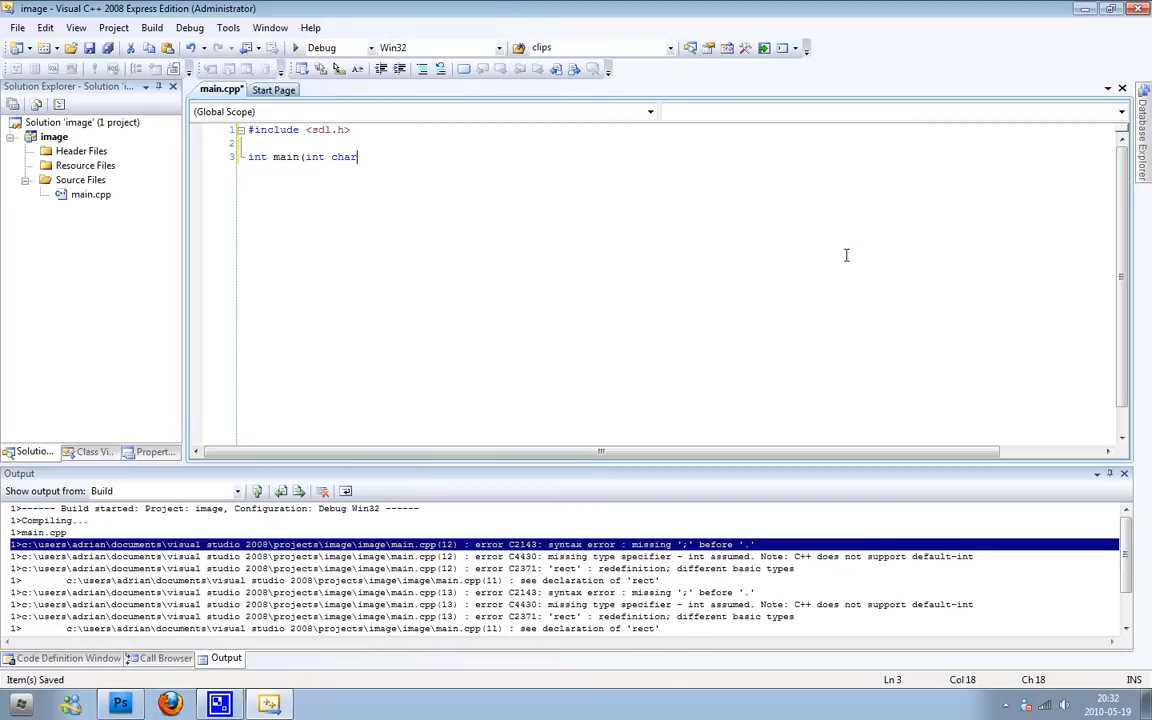 image - Visual C++ 2008 Express Edition (Administrator)
File Edit View Project Build Debug Tools Window Help
Debug Win32 clips
Solution Explorer - Solution 'i... main.cpp* Start Page
(Global Scope)
Solution 'image' (1 project)
image
Header Files
Resource Files
Source Files
main.cpp
1 #include <sdl.h>
2
3 int main(int char
Database Explorer
Solutio... Class Vi... Propert...
Output
Show output from: Build
1>------ Build started: Project: image, Configuration: Debug Win32 ------
1>Compiling...
1>main.cpp
1>c:\users\adrian\documents\visual studio 2008\projects\image\image\main.cpp(12) : error C2143: syntax error : missing ';' before '.'
1>c:\users\adrian\documents\visual studio 2008\projects\image\image\main.cpp(12) : error C4430: missing type specifier - int assumed. Note: C++ does not support default-int
1>c:\users\adrian\documents\visual studio 2008\projects\image\image\main.cpp(12) : error C2371: 'rect' : redefinition; different basic types
1> c:\users\adrian\documents\visual studio 2008\projects\image\image\main.cpp(11) : see declaration of 'rect'
1>c:\users\adrian\documents\visual studio 2008\projects\image\image\main.cpp(13) : error C2143: syntax error : missing ';' before '.'
1>c:\users\adrian\documents\visual studio 2008\projects\image\image\main.cpp(13) : error C4430: missing type specifier - int assumed. Note: C++ does not support default-int
1>c:\users\adrian\documents\visual studio 2008\projects\image\image\main.cpp(13) : error C2371: 'rect' : redefinition; different basic types
1> c:\users\adrian\documents\visual studio 2008\projects\image\image\main.cpp(11) : see declaration of 'rect'
Code Definition Window Call Browser Output
Item(s) Saved Ln 3 Col 18 Ch 18 INS
Ps 20:32
2010-05-19